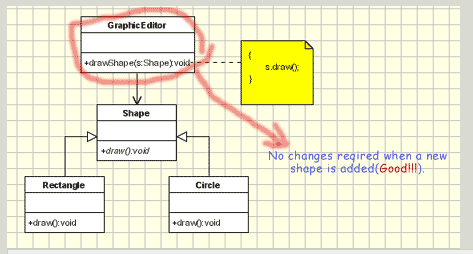 GraphicEditor
+drawShape(s:Shape):void
{
s.draw();
}
Shape
+draw():void
No changes reqired when a new
shape is added(Good!!!).
Rectangle
Circle
+draw():void
+draw():void